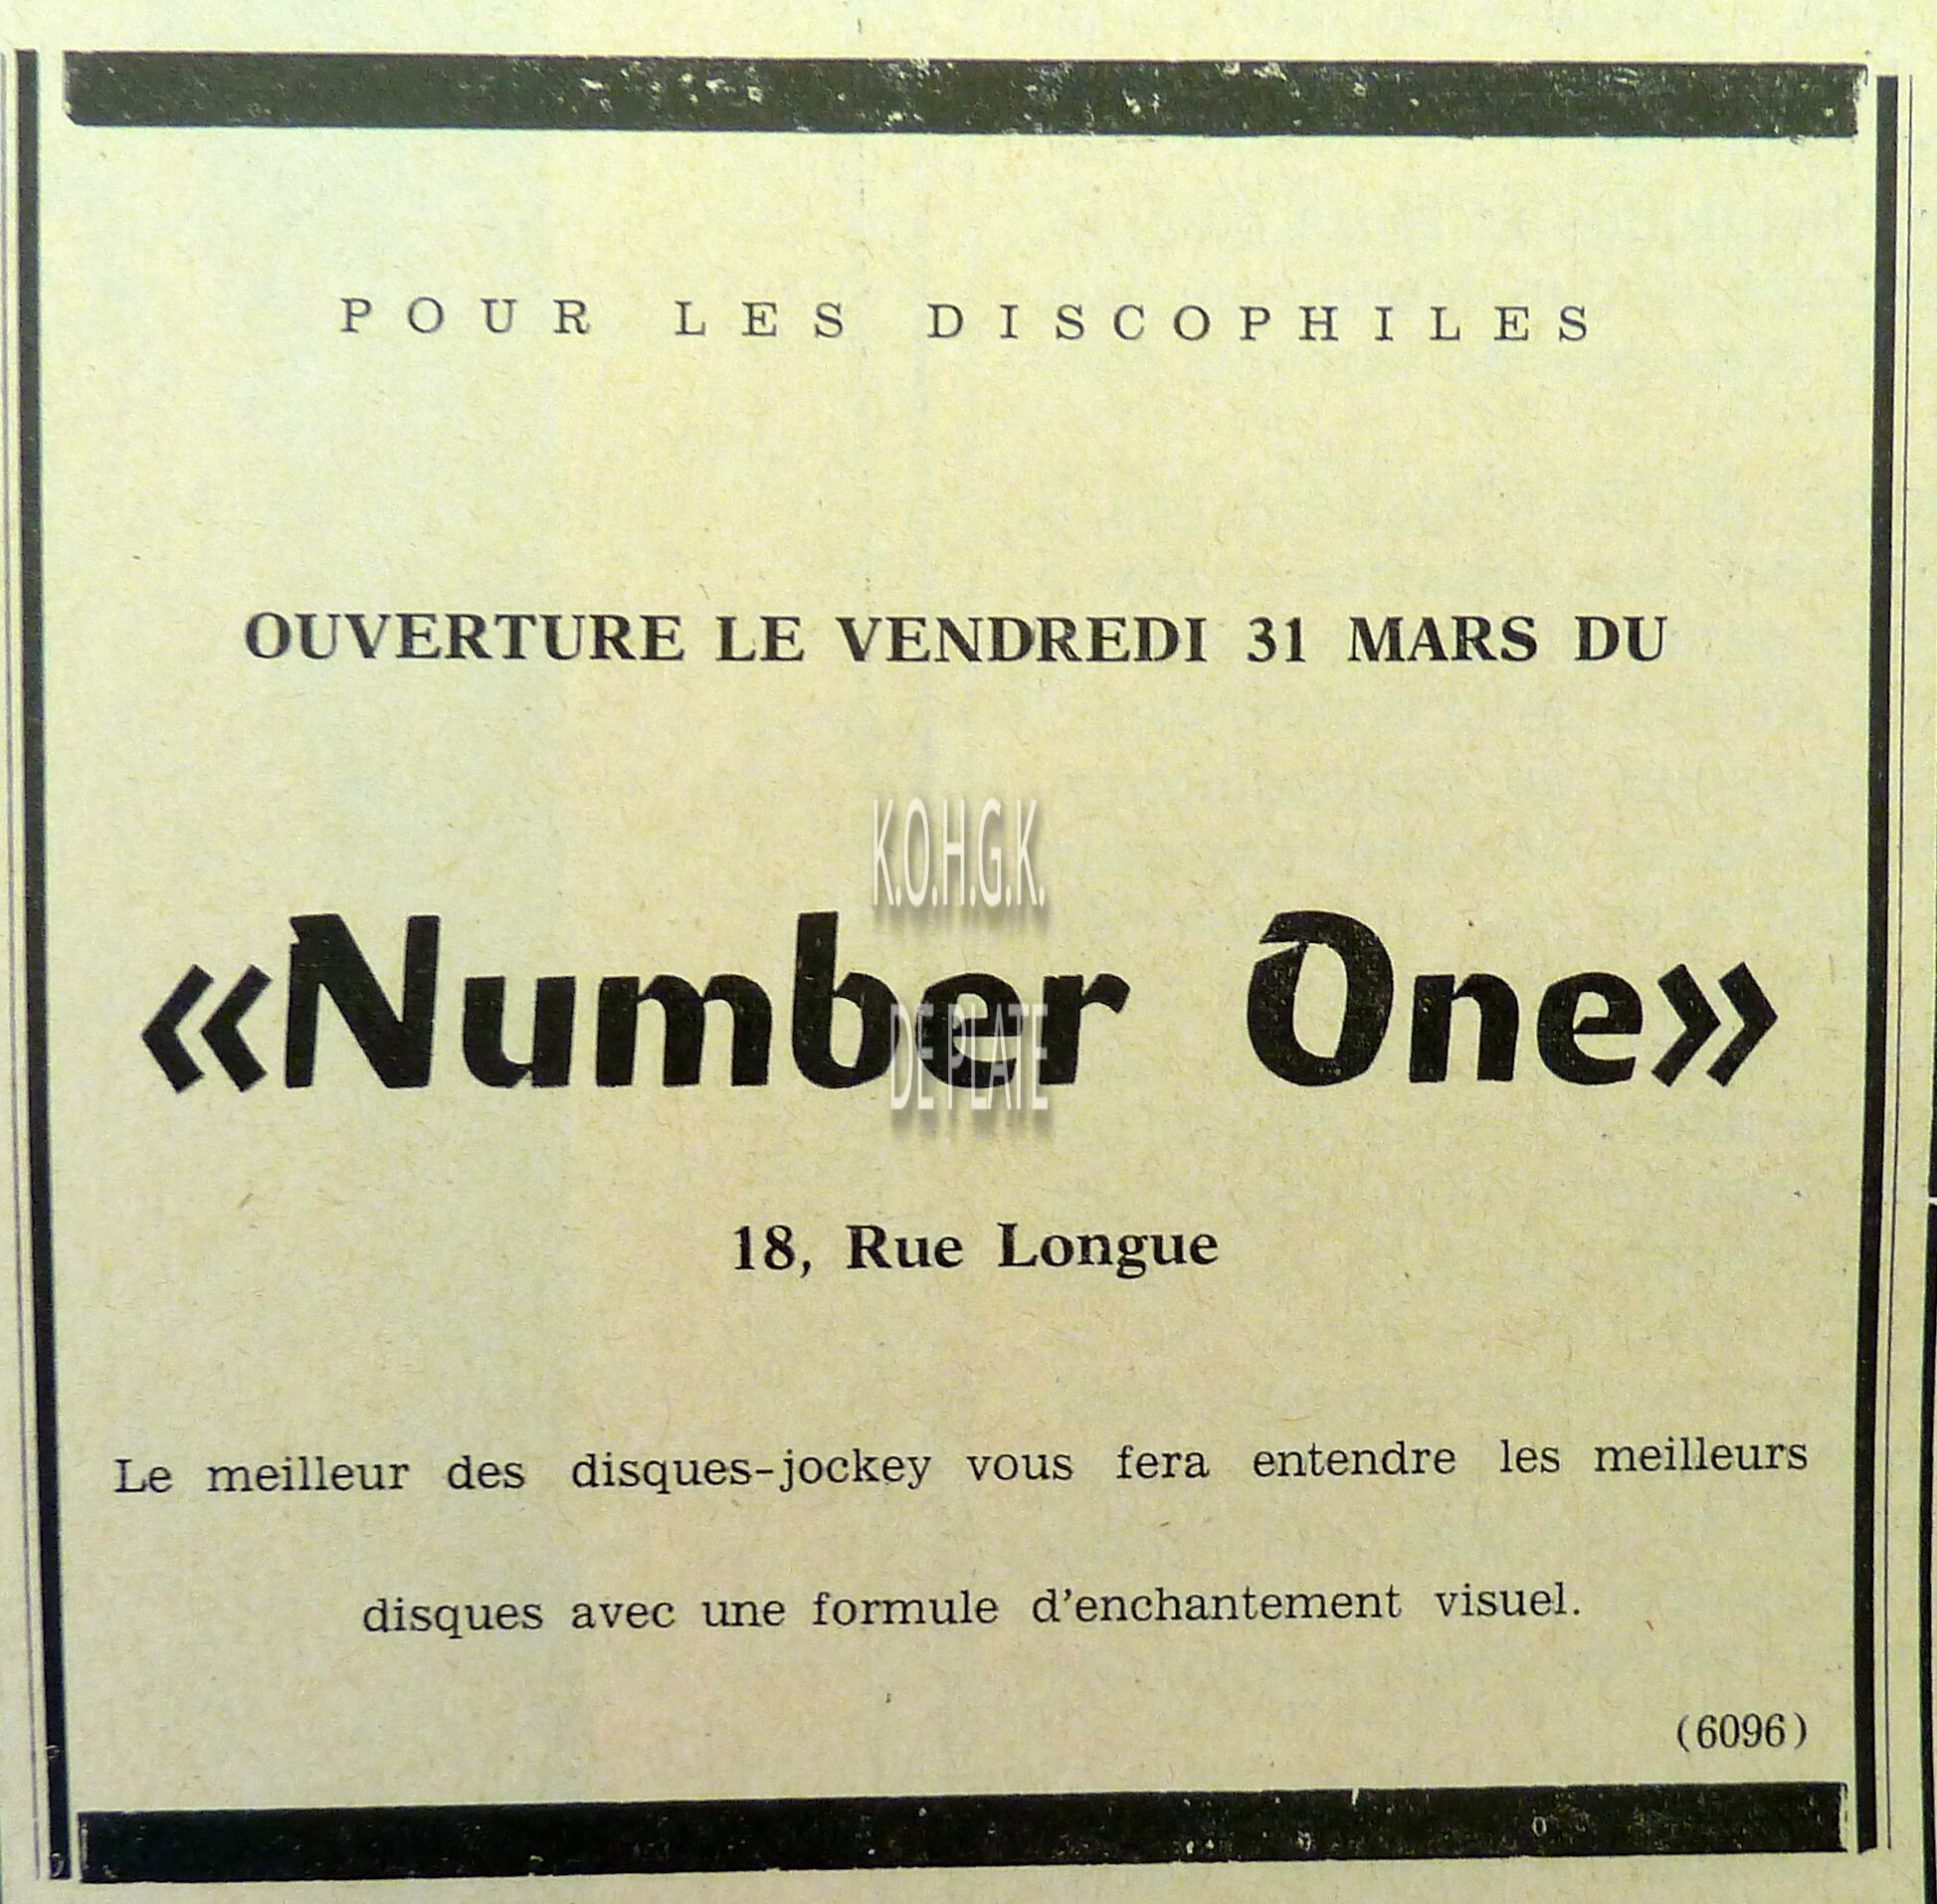 POUR LES DISCOPHILES
OUVERTURE LE VENDREDI 31 MARS DU
K.O.H.G.K.
«Number One»
DE PLATE
18, Rue Longue
Le meilleur des disques-jockey vous fera entendre les meilleurs
disques avec une formule d'enchantement visuel.
(6096)